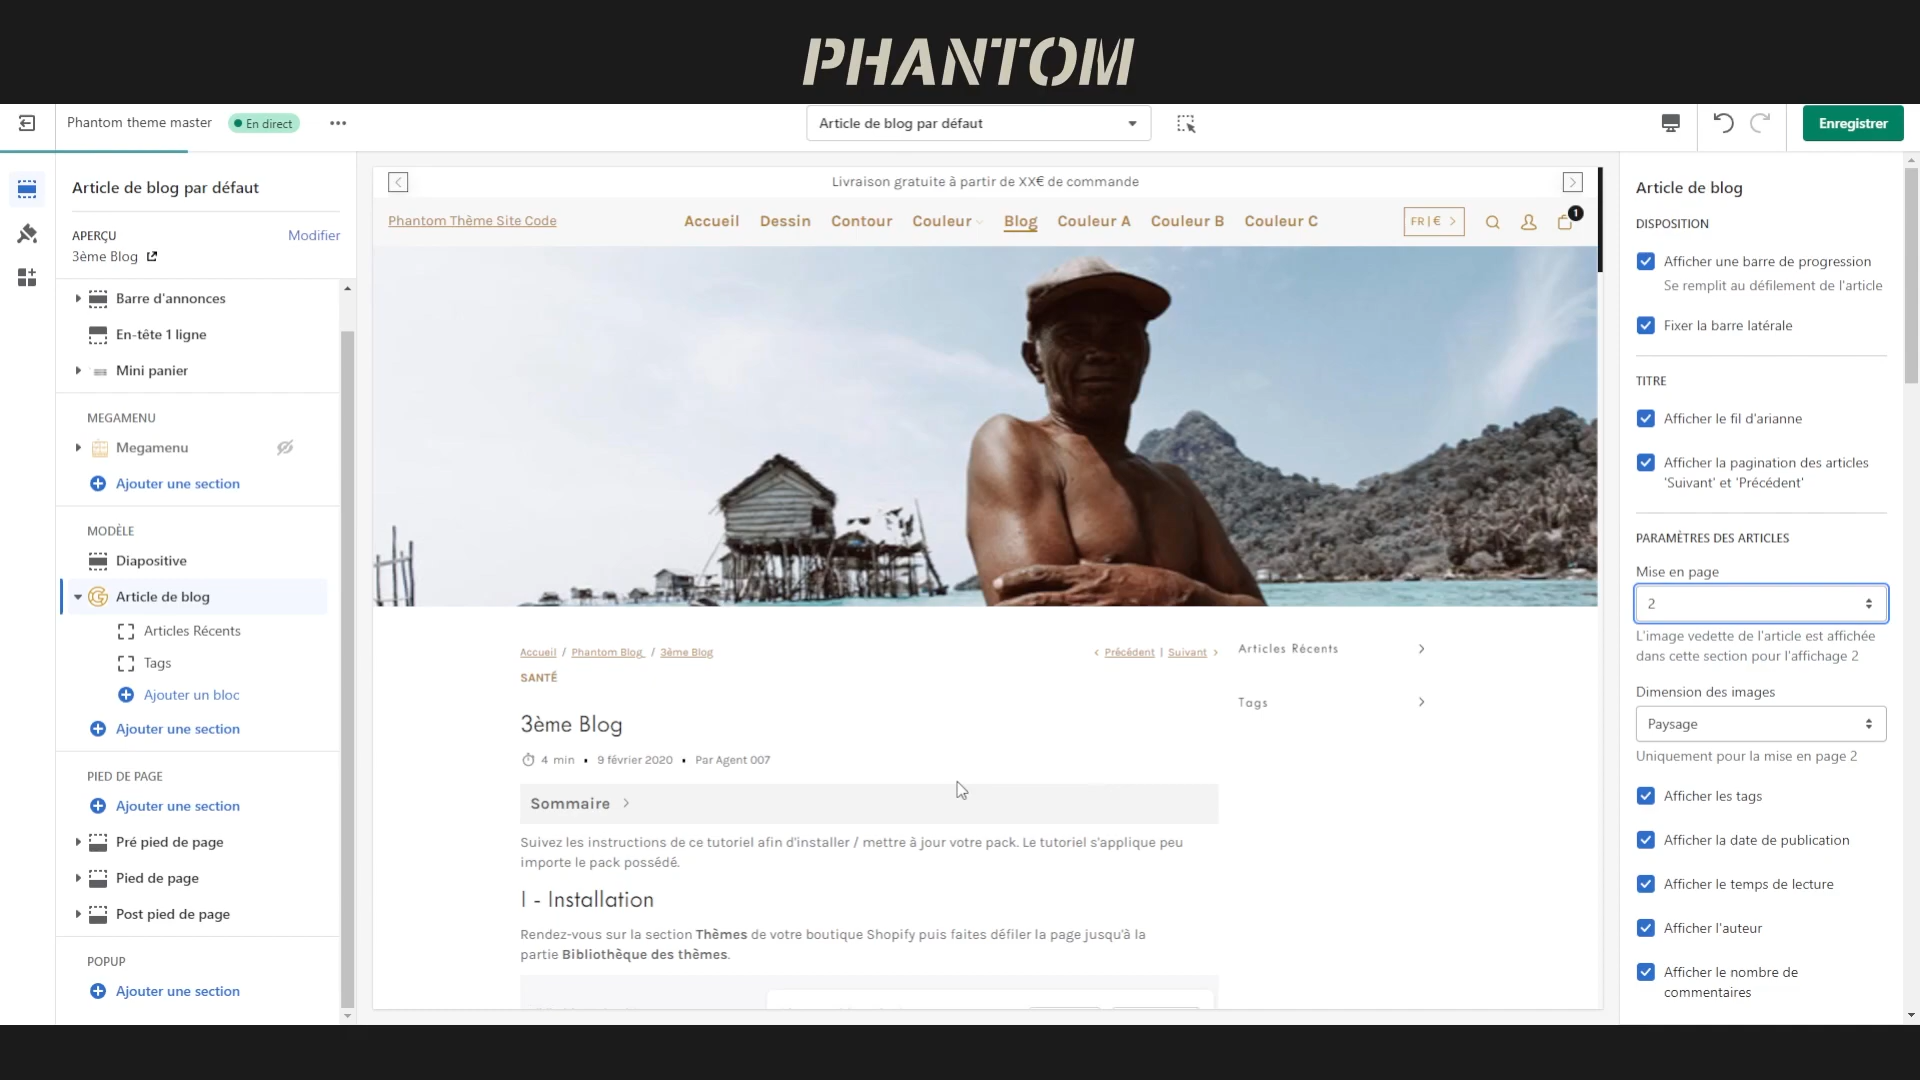 PHANTOM
Phantom theme master
En direct
Article de blog par défaut
Enregistrer
Article de blog par défaut
APERÇU
Modifier
3ème Blog
Barre d'annonces
En-tête 1 ligne
Mini panier
MEGAMENU
Megamenu
Ajouter une section
MODÈLE
Diapositive
Article de blog
Articles Récents
Tags
Ajouter un bloc
Ajouter une section
PIED DE PAGE
Ajouter une section
Pré pied de page
Pied de page
Post pied de page
POPUP
Ajouter une section
Livraison gratuite à partir de XX€ de commande
Phantom Thème Site Code
Accueil Dessin Contour Couleur Blog Couleur A Couleur B Couleur C
FR | €
1
Accueil / Phantom Blog / 3ème Blog
Précédent | Suivant
SANTÉ
3ème Blog
4 min ▪ 9 février 2020 ▪ Par Agent 007
Sommaire
Suivez les instructions de ce tutoriel afin d'installer / mettre à jour votre pack. Le tutoriel s'applique peu
importe le pack possédé.
I - Installation
Rendez-vous sur la section Thèmes de votre boutique Shopify puis faites défiler la page jusqu'à la
partie Bibliothèque des thèmes.
Articles Récents
Tags
Article de blog
DISPOSITION
Afficher une barre de progression
Se remplit au défilement de l'article
Fixer la barre latérale
TITRE
Afficher le fil d'arianne
Afficher la pagination des articles
'Suivant' et 'Précédent'
PARAMÈTRES DES ARTICLES
Mise en page
2
L'image vedette de l'article est affichée
dans cette section pour l'affichage 2
Dimension des images
Paysage
Uniquement pour la mise en page 2
Afficher les tags
Afficher la date de publication
Afficher le temps de lecture
Afficher l'auteur
Afficher le nombre de
commentaires